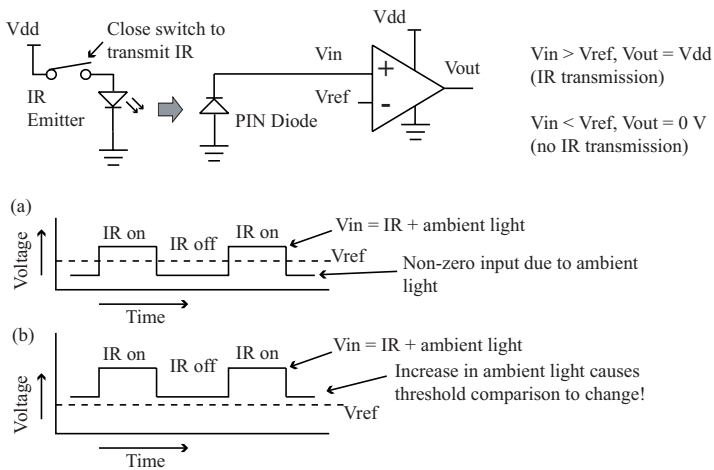 Vdd
Close switch to
transmit IR
IR
Emitter
PIN Diode
Vin
Vref
Vdd
+
-
Vout
Vin > Vref, Vout = Vdd
(IR transmission)
Vin < Vref, Vout = 0 V
(no IR transmission)
(a)
Voltage
IR on
IR off
IR on
Vin = IR + ambient light
Vref
Non-zero input due to ambient
light
Time
(b)
Voltage
IR on
IR off
IR on
Vin = IR + ambient light
Increase in ambient light causes
threshold comparison to change!
Vref
Time